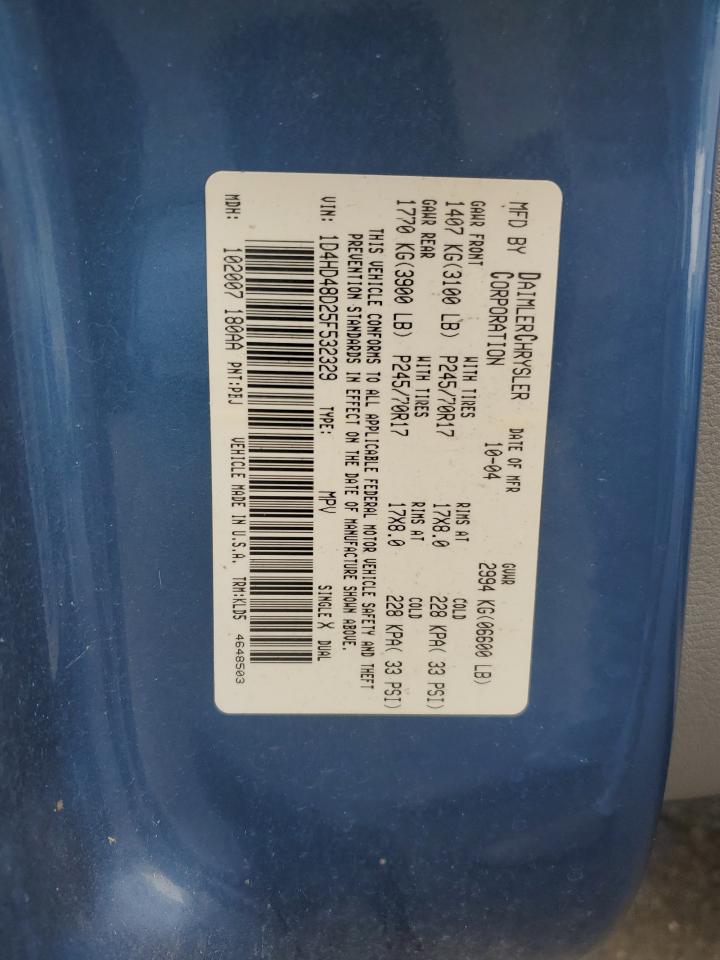 MFD BY DAIMLERCHRYSLER CORPORATION DATE OF MFR 10-04 GVWR 2994 KG(06600 LB)
GAWR FRONT WITH TIRES RIMS AT COLD
1407 KG(3100 LB) P245/70R17 17X8.0 228 KPA( 33 PSI)
GAWR REAR WITH TIRES RIMS AT COLD
1770 KG(3900 LB) P245/70R17 17X8.0 228 KPA( 33 PSI)
THIS VEHICLE CONFORMS TO ALL APPLICABLE FEDERAL MOTOR VEHICLE SAFETY AND THEFT
PREVENTION STANDARDS IN EFFECT ON THE DATE OF MANUFACTURE SHOWN ABOVE.
VIN: 1D4HD48D25F532329 TYPE: MPV SINGLE X DUAL
MDH: 102007 180AA PNT:PBJ VEHICLE MADE IN U.S.A. TRM:KLD5 4648503